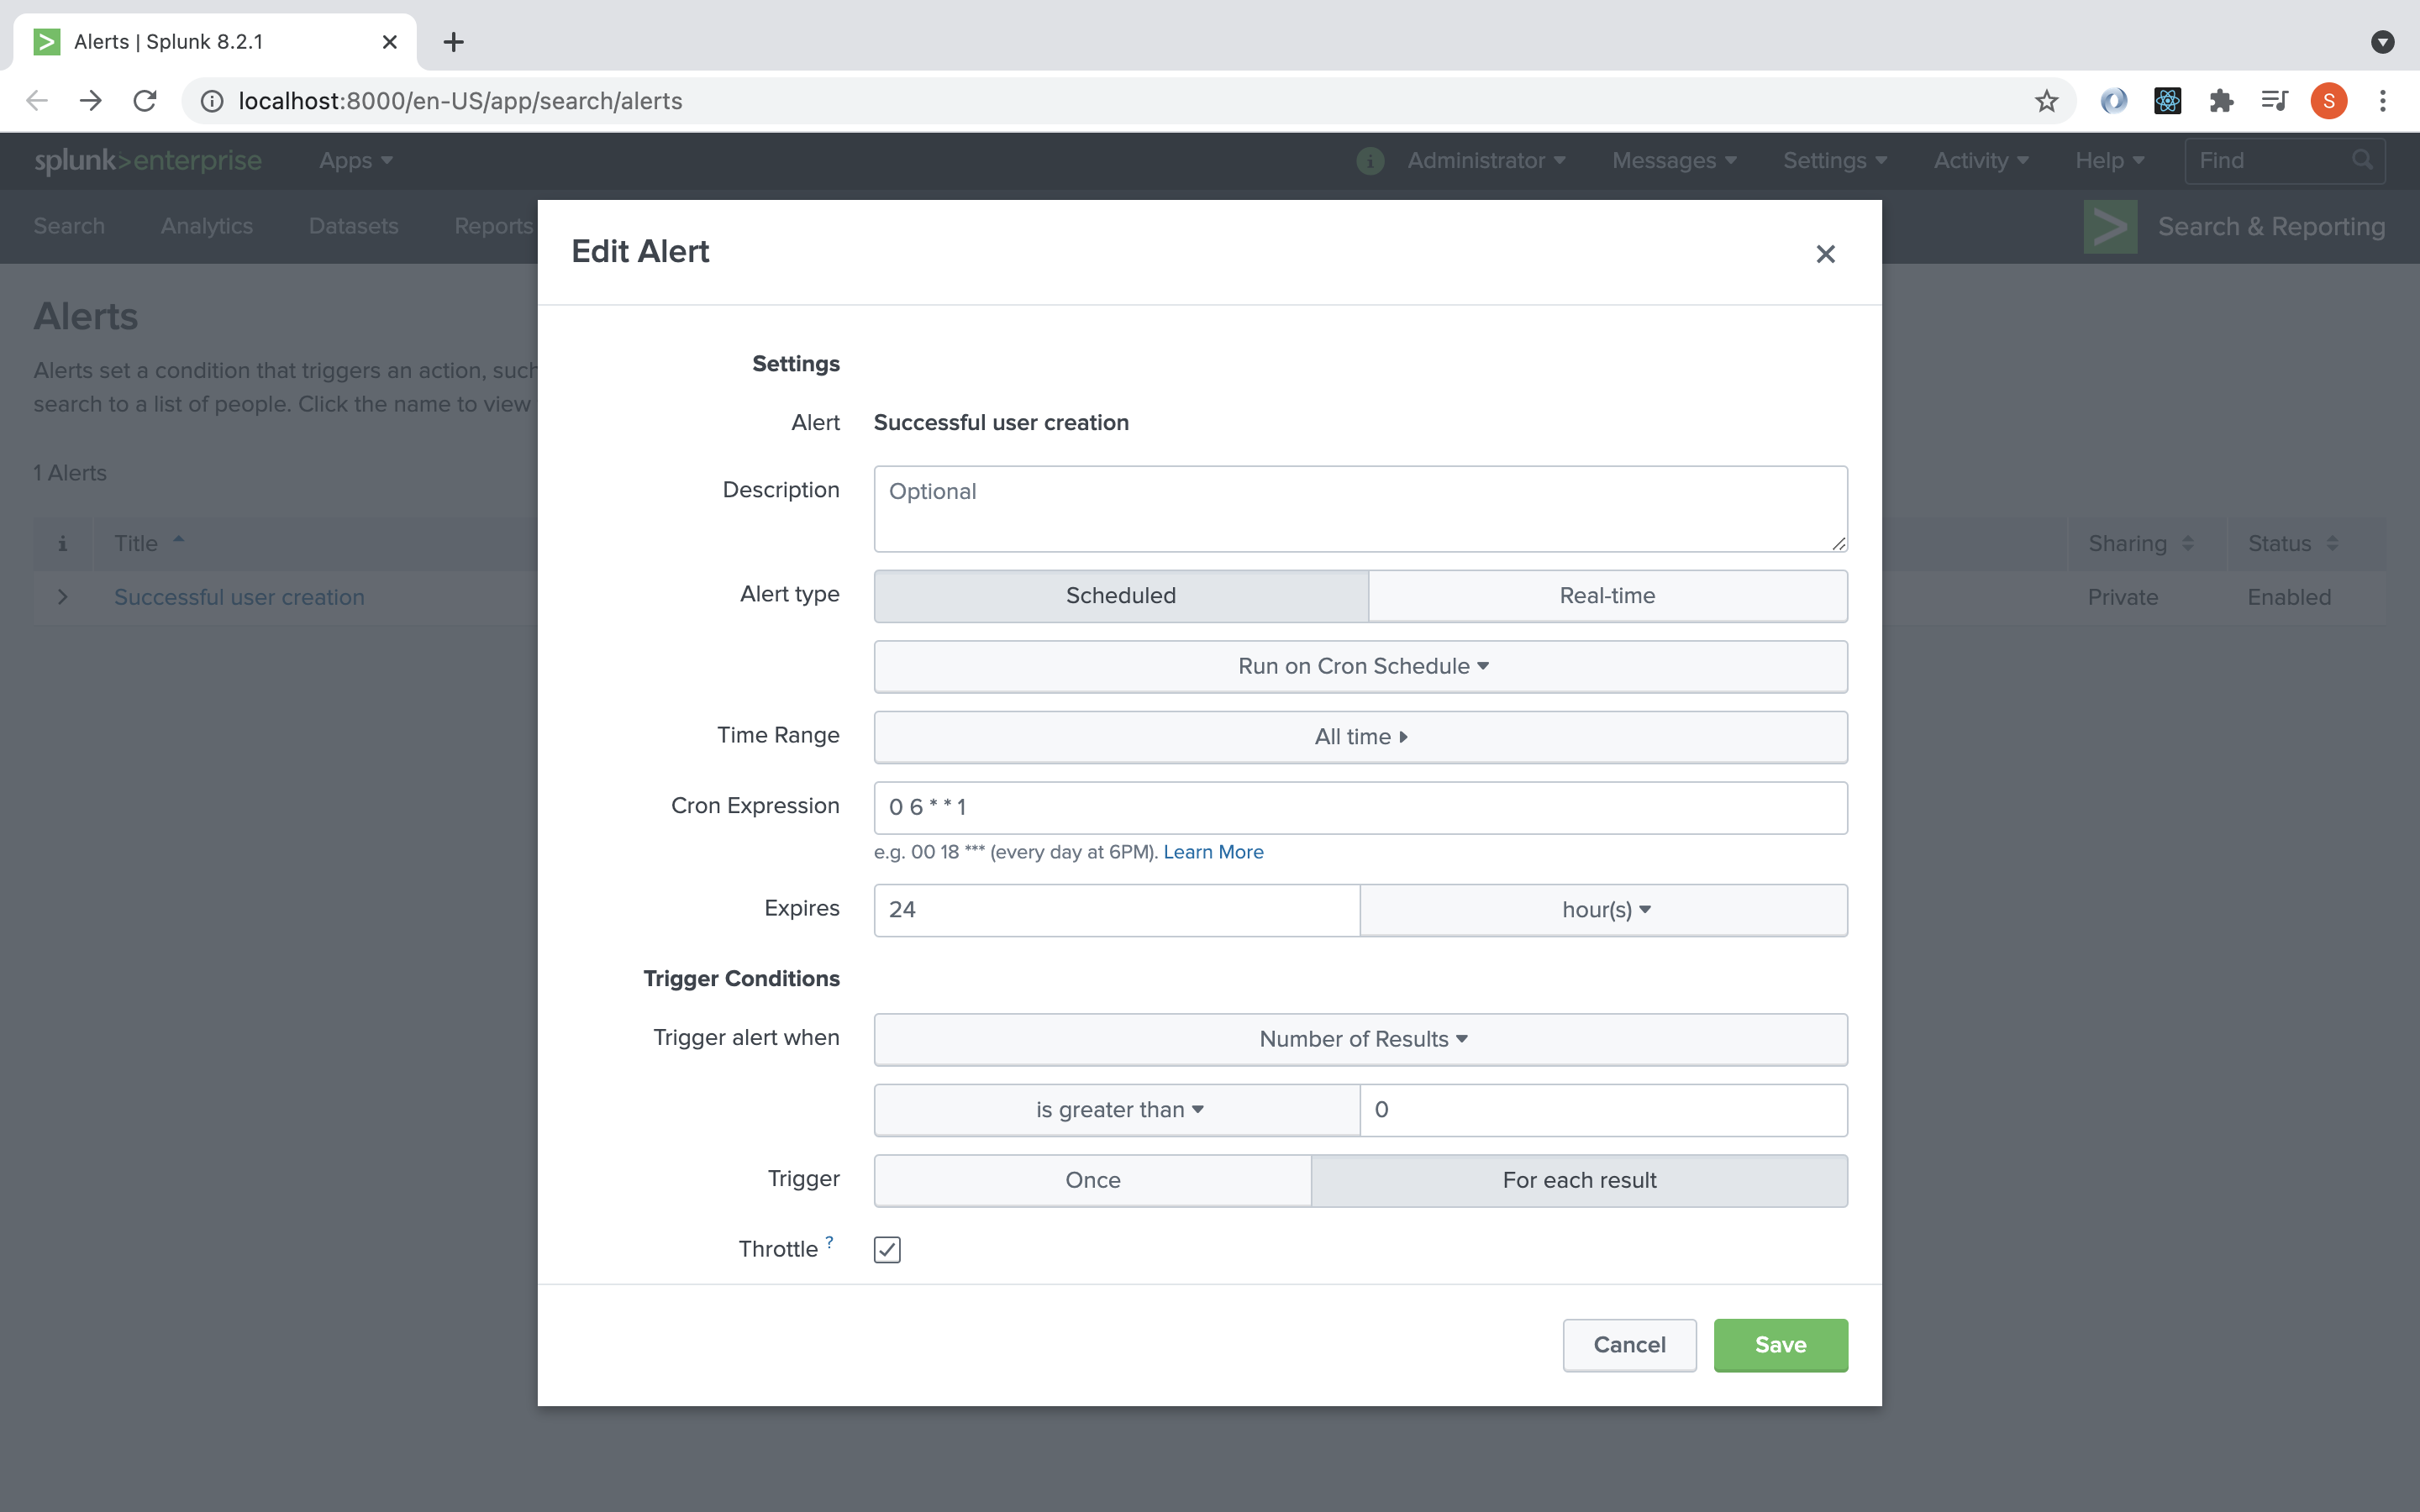 Alerts | Splunk 8.2.1
localhost:8000/en-US/app/search/alerts
S
splunk>enterprise Apps Administrator Messages Settings Activity Help Find
Search Analytics Datasets Reports Search & Reporting
Edit Alert
Alerts
Alerts set a condition that triggers an action, such
search to a list of people. Click the name to view
1 Alerts
i Title Sharing Status
Successful user creation Private Enabled
Settings
Alert Successful user creation
Description Optional
Alert type Scheduled Real-time
Run on Cron Schedule
Time Range All time
Cron Expression 0 6 * * 1
e.g. 00 18 *** (every day at 6PM). Learn More
Expires 24 hour(s)
Trigger Conditions
Trigger alert when Number of Results
is greater than 0
Trigger Once For each result
Throttle ?
Cancel Save